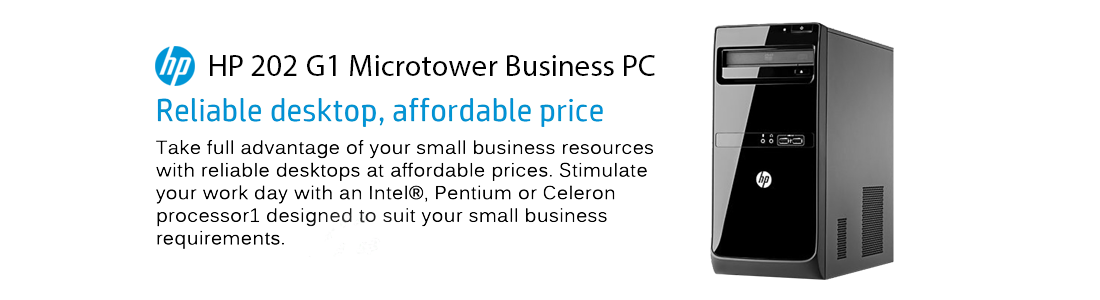 hp HP 202 G1 Microtower Business PC
Reliable desktop, affordable price
Take full advantage of your small business resources
with reliable desktops at affordable prices. Stimulate
your work day with an Intel®, Pentium or Celeron
processor1 designed to suit your small business
requirements.
hp